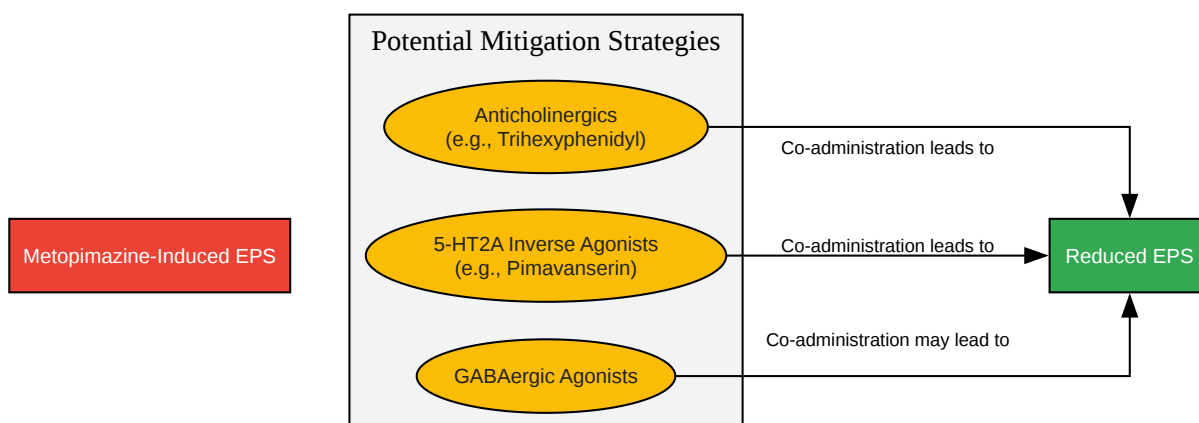 Potential Mitigation Strategies
Anticholinergics
(e.g., Trihexyphenidyl)
Co-administration leads to
Metopimazine-Induced EPS
5-HT2A Inverse Agonists
(e.g., Pimavanserin)
Co-administration leads to
Reduced EPS
Co-administration may lead to
GABAergic Agonists